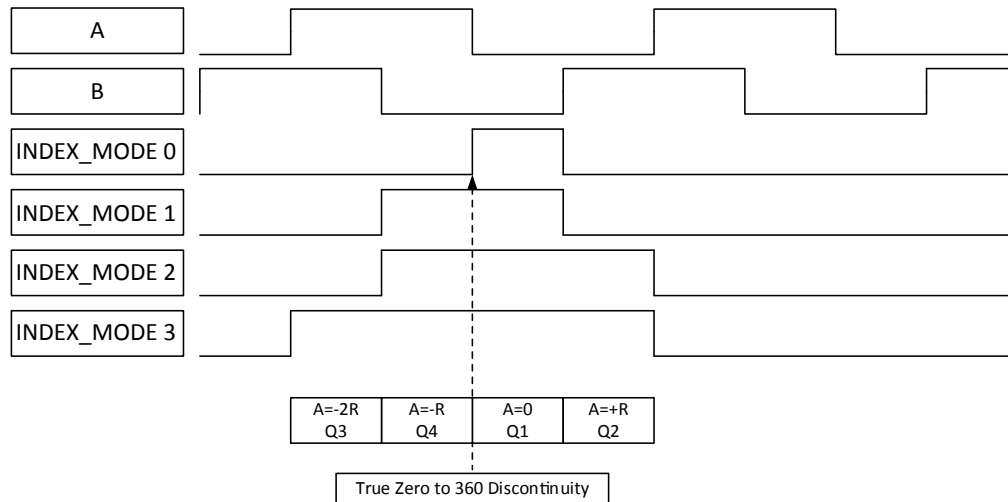 A
B
INDEX_MODE 0
INDEX_MODE 1
INDEX_MODE 2
INDEX_MODE 3
A=-2R
Q3
A=-R
Q4
A=0
Q1
A=+R
Q2
True Zero to 360 Discontinuity